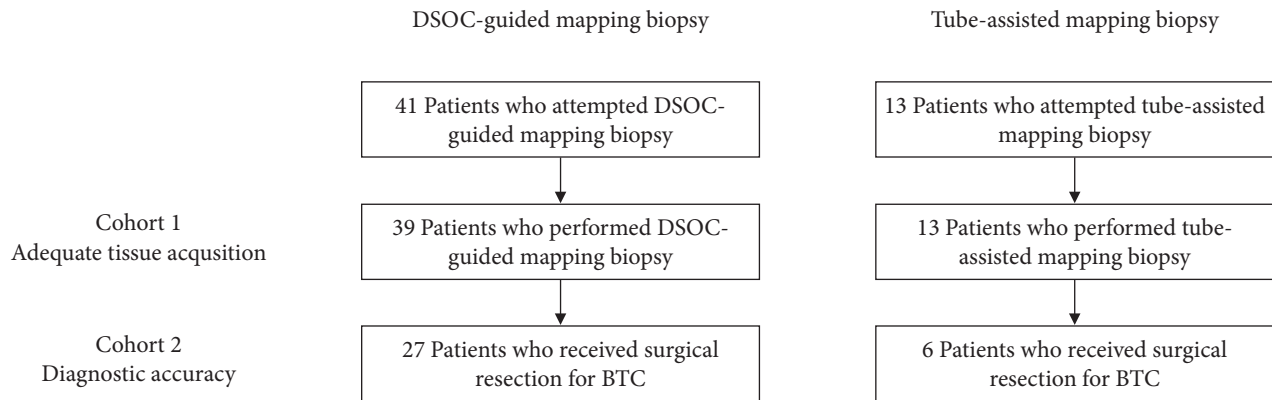 DSOC-guided mapping biopsy
Tube-assisted mapping biopsy
41 Patients who attempted DSOC-
guided mapping biopsy
13 Patients who attempted tube-assisted
mapping biopsy
Cohort 1
Adequate tissue acqusition
39 Patients who performed DSOC-
guided mapping biopsy
13 Patients who performed tube-
assisted mapping biopsy
Cohort 2
Diagnostic accuracy
27 Patients who received surgical
resection for BTC
6 Patients who received surgical
resection for BTC